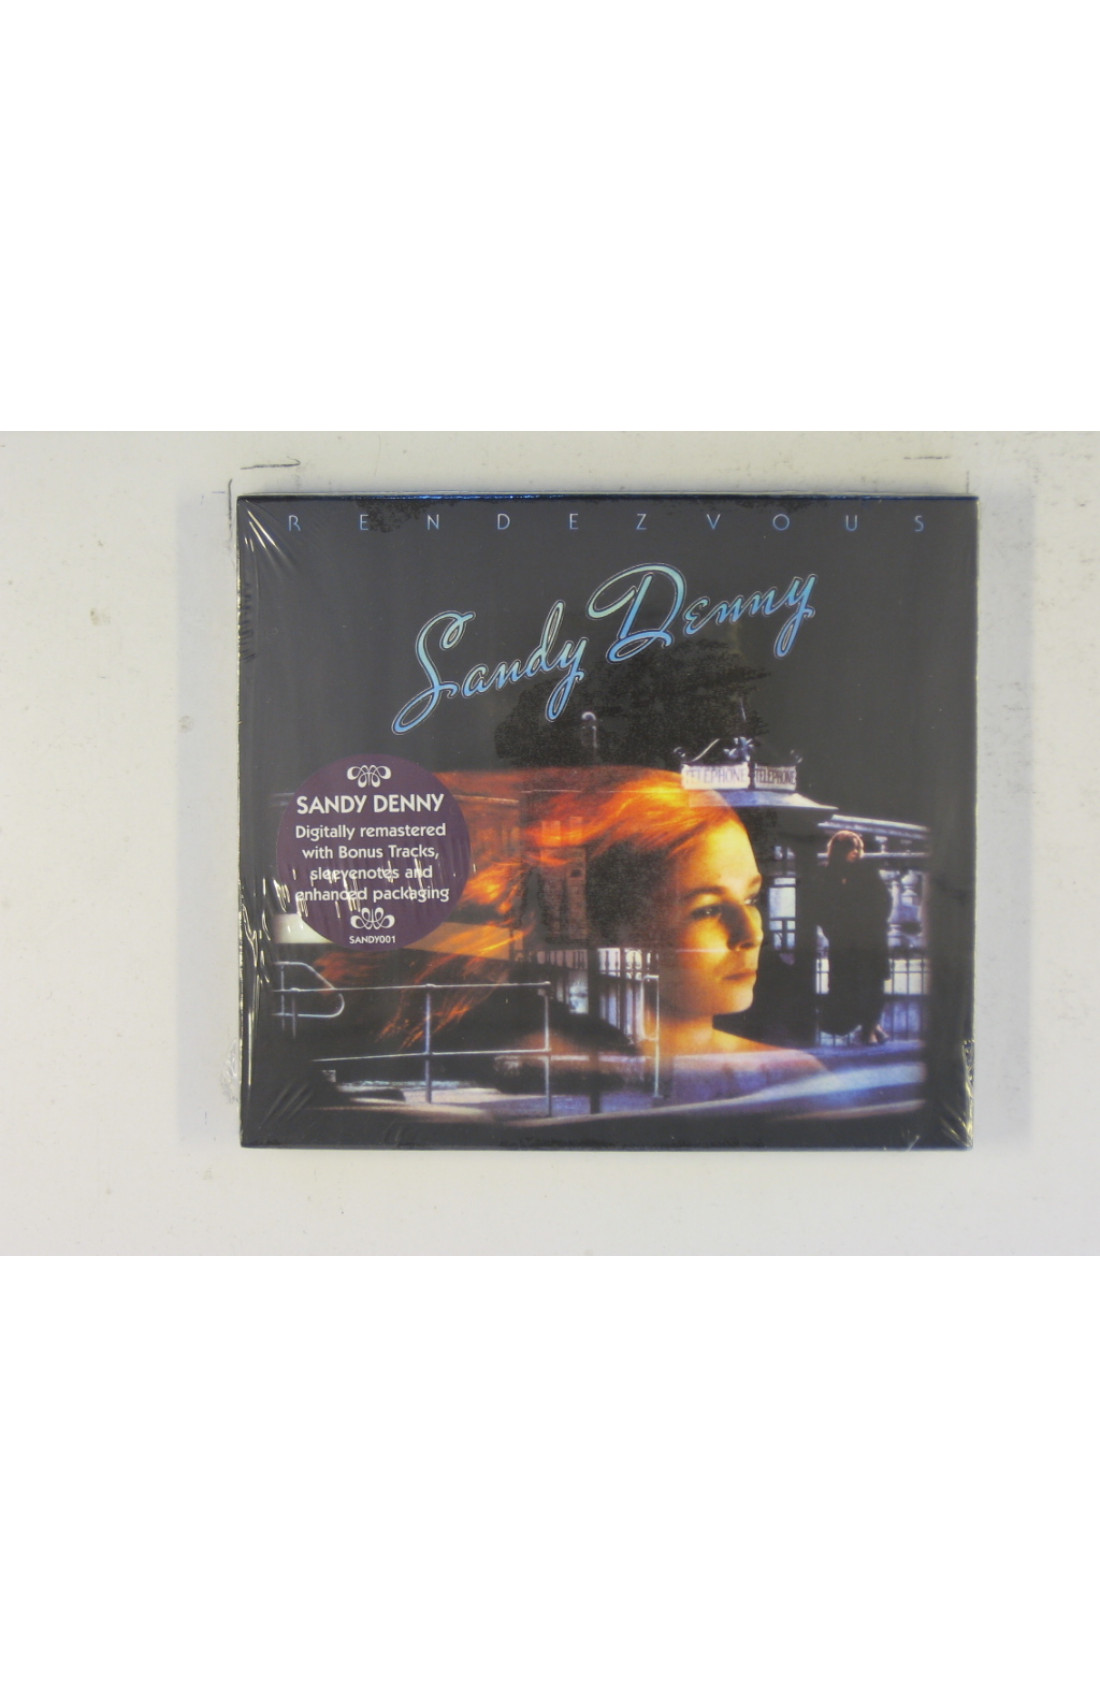 RENDEZVOUS
Sandy Denny
TELEPHONE TELEPHONE
SANDY DENNY
Digitally remastered
with Bonus Tracks,
sleevenotes and
enhanced packaging
SANDY001